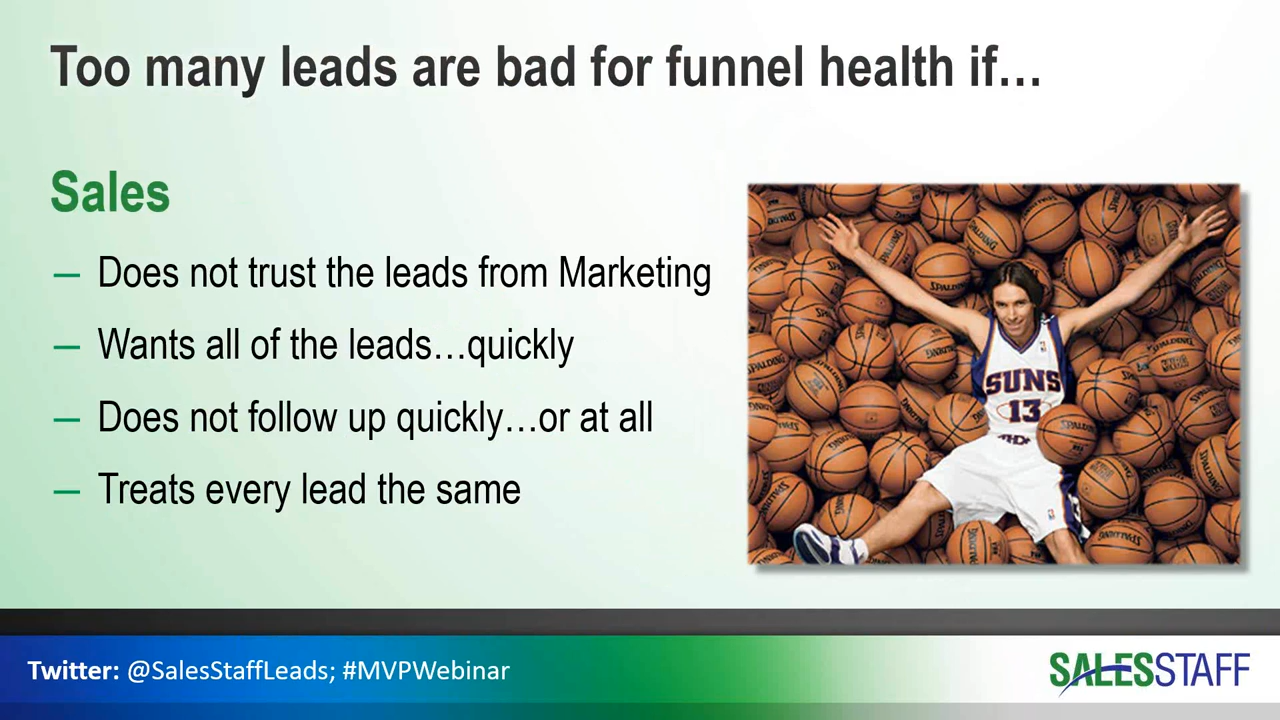 Too many leads are bad for funnel health if…
Sales
– Does not trust the leads from Marketing
– Wants all of the leads…quickly
– Does not follow up quickly…or at all
– Treats every lead the same
SUNS
13
SPALDING
Twitter: @SalesStaffLeads; #MVPWebinar
SALESSTAFF